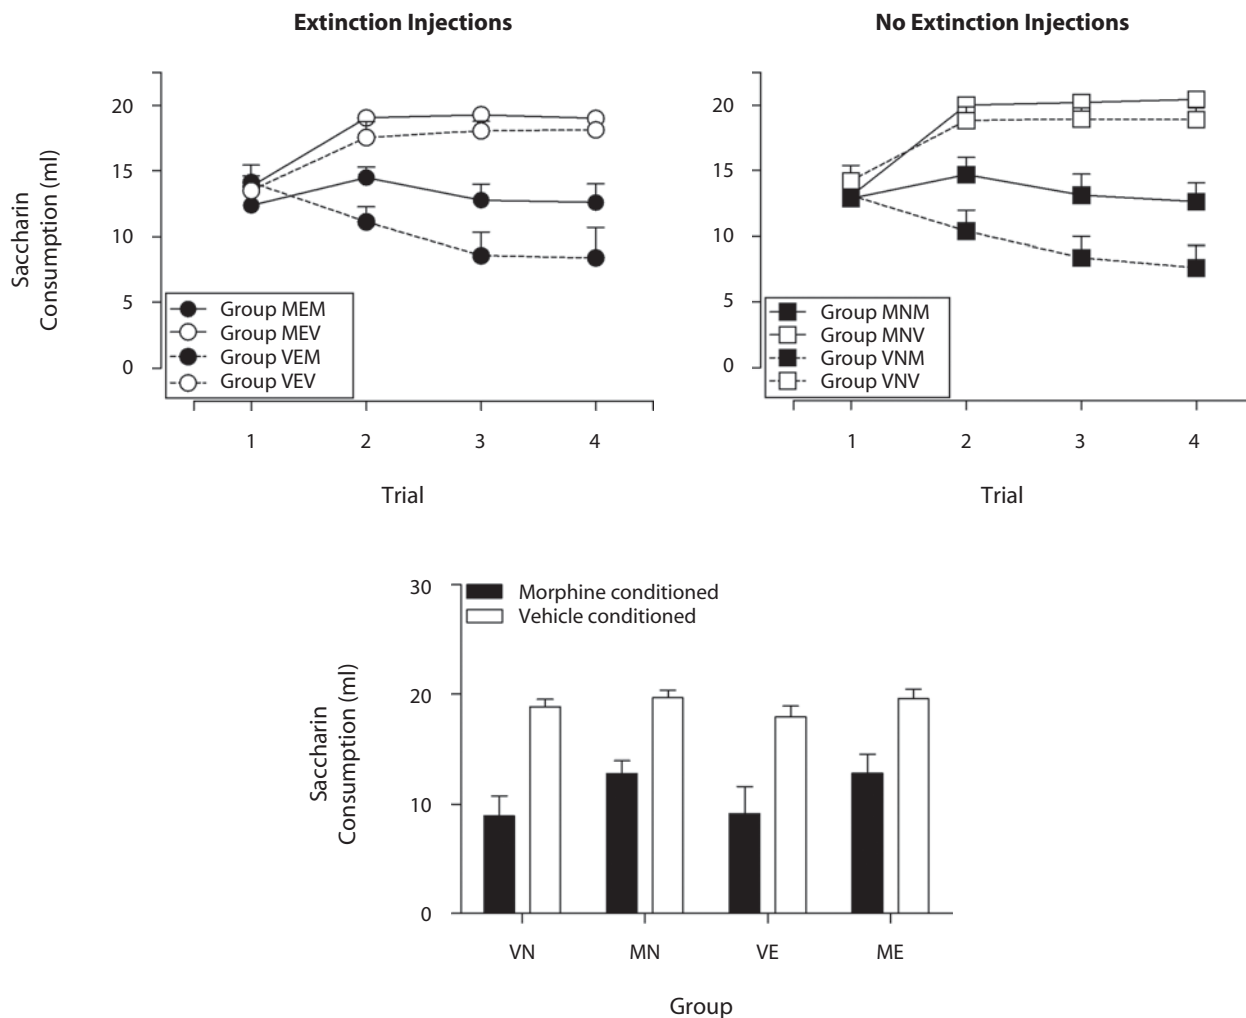 Extinction Injections
20
15
10
5
0
Saccharin
Consumption (ml)
Group MEM
Group MEV
Group VEM
Group VEV
1 2 3 4
Trial
No Extinction Injections
20
15
10
5
0
Group MNM
Group MNV
Group VNM
Group VNV
1 2 3 4
Trial
30
20
10
0
Saccharin
Consumption (ml)
Morphine conditioned
Vehicle conditioned
VN MN VE ME
Group